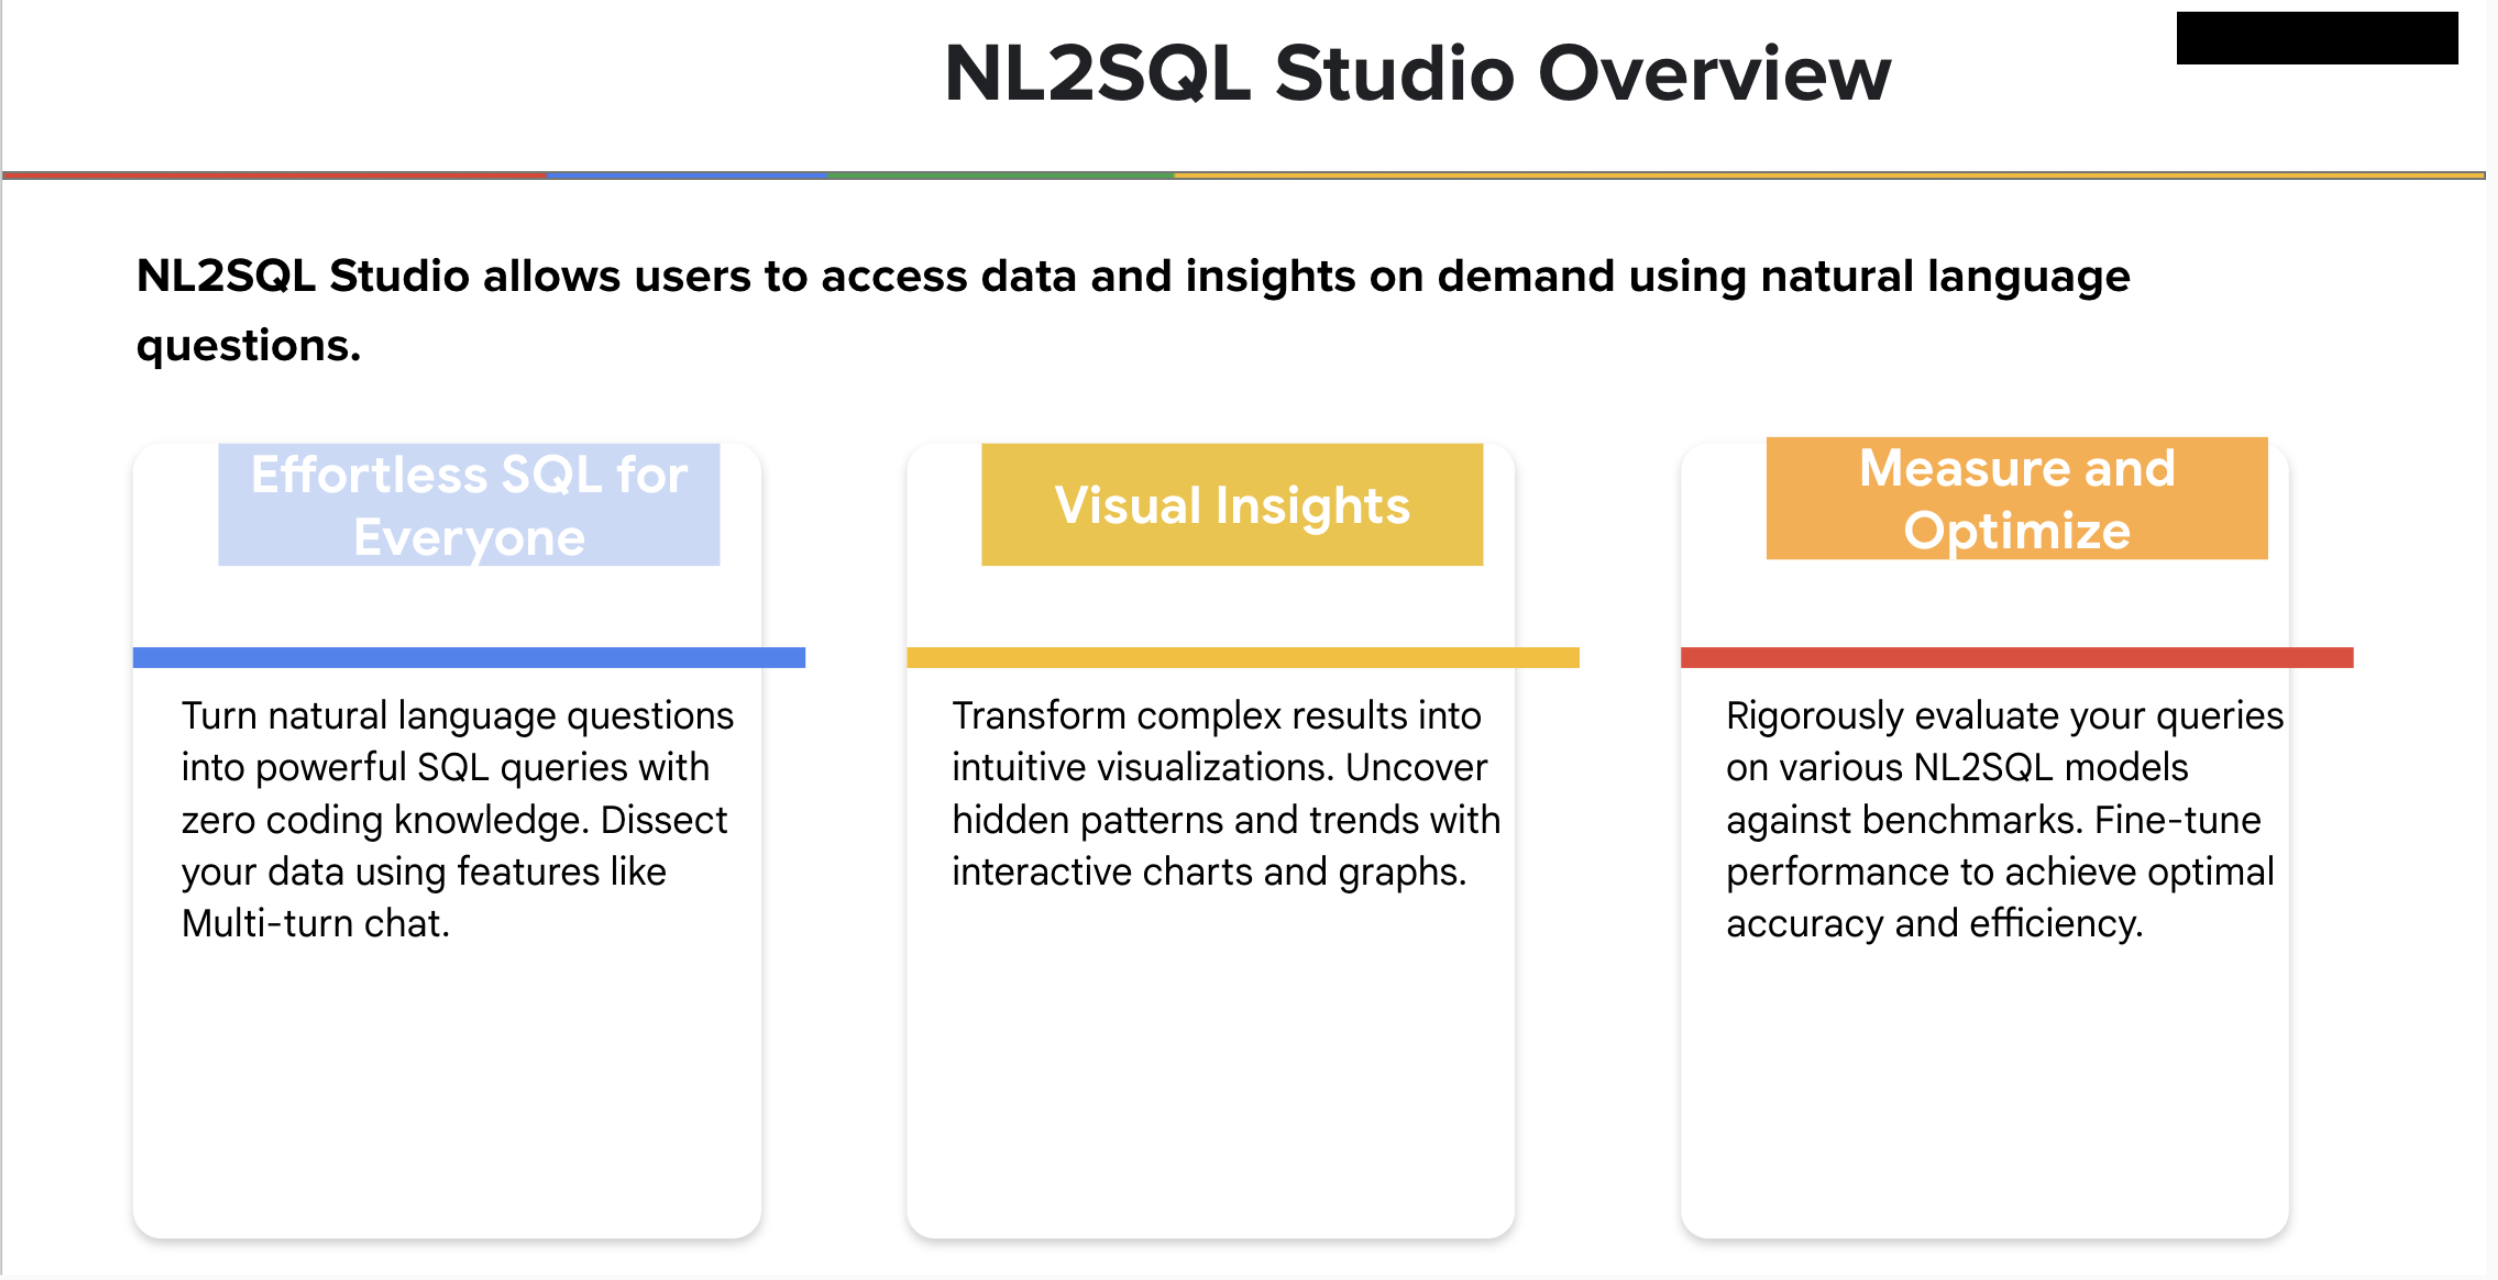 NL2SQL Studio Overview
NL2SQL Studio allows users to access data and insights on demand using natural language
questions.
Effortless SQL for
Everyone
Turn natural language questions
into powerful SQL queries with
zero coding knowledge. Dissect
your data using features like
Multi-turn chat.
Visual Insights
Transform complex results into
intuitive visualizations. Uncover
hidden patterns and trends with
interactive charts and graphs.
Measure and
Optimize
Rigorously evaluate your queries
on various NL2SQL models
against benchmarks. Fine-tune
performance to achieve optimal
accuracy and efficiency.